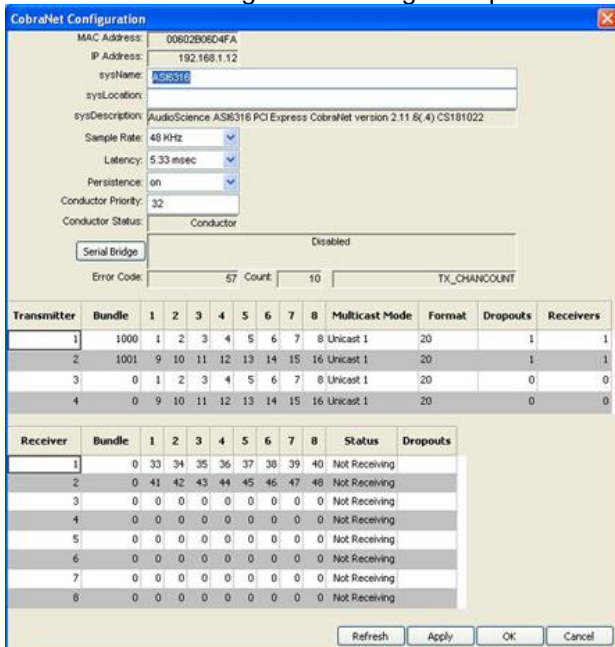 CobraNet Configuration
MAC Address: 00602B06D4FA
IP Address: 192.168.1.12
sysName: ASI6316
sysLocation:
sysDescription: AudioScience ASI6316 PCI Express CobraNet version 2.11.6(.4) CS181022
Sample Rate: 48 KHz
Latency: 5.33 msec
Persistence: on
Conductor Priority: 32
Conductor Status: Conductor
Serial Bridge Disabled
Error Code: 57 Count: 10 TX_CHANCOUNT
Transmitter Bundle 1 2 3 4 5 6 7 8 Multicast Mode Format Dropouts Receivers
1 1000 1 2 3 4 5 6 7 8 Unicast 1 20 1 1
2 1001 9 10 11 12 13 14 15 16 Unicast 1 20 1 1
3 0 1 2 3 4 5 6 7 8 Unicast 1 20 0 0
4 0 9 10 11 12 13 14 15 16 Unicast 1 20 0 0
Receiver Bundle 1 2 3 4 5 6 7 8 Status Dropouts
1 0 33 34 35 36 37 38 39 40 Not Receiving
2 0 41 42 43 44 45 46 47 48 Not Receiving
3 0 0 0 0 0 0 0 0 0 Not Receiving
4 0 0 0 0 0 0 0 0 0 Not Receiving
5 0 0 0 0 0 0 0 0 0 Not Receiving
6 0 0 0 0 0 0 0 0 0 Not Receiving
7 0 0 0 0 0 0 0 0 0 Not Receiving
8 0 0 0 0 0 0 0 0 0 Not Receiving
Refresh Apply OK Cancel